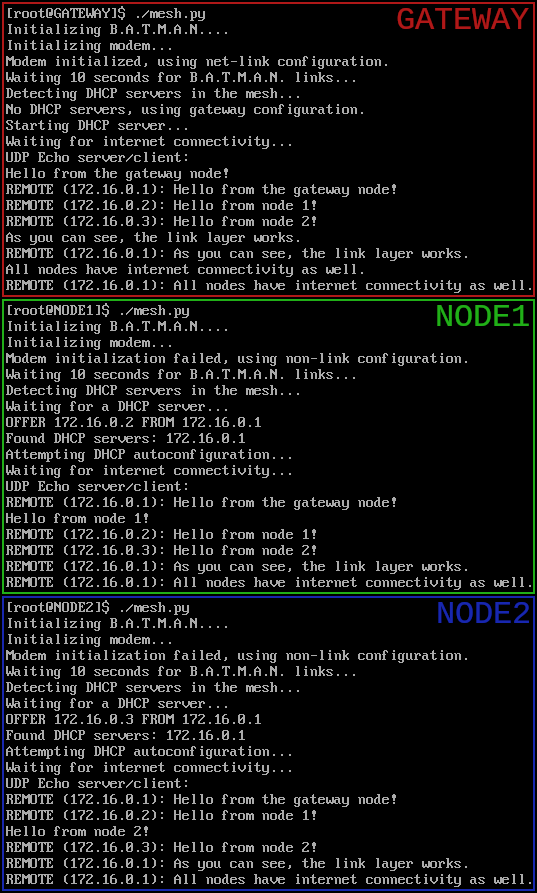 [root@GATEWAY]$ ./mesh.py
GATEWAY
Initializing B.A.T.M.A.N....
Initializing modem...
Modem initialized, using net-link configuration.
Waiting 10 seconds for B.A.T.M.A.N. links...
Detecting DHCP servers in the mesh...
No DHCP servers, using gateway configuration.
Starting DHCP server...
Waiting for internet connectivity...
UDP Echo server/client:
Hello from the gateway node!
REMOTE (172.16.0.1): Hello from the gateway node!
REMOTE (172.16.0.2): Hello from node 1!
REMOTE (172.16.0.3): Hello from node 2!
As you can see, the link layer works.
REMOTE (172.16.0.1): As you can see, the link layer works.
All nodes have internet connectivity as well.
REMOTE (172.16.0.1): All nodes have internet connectivity as well.
[root@NODE1]$ ./mesh.py
NODE1
Initializing B.A.T.M.A.N....
Initializing modem...
Modem initialization failed, using non-link configuration.
Waiting 10 seconds for B.A.T.M.A.N. links...
Detecting DHCP servers in the mesh...
Waiting for a DHCP server...
OFFER 172.16.0.2 FROM 172.16.0.1
Found DHCP servers: 172.16.0.1
Attempting DHCP autoconfiguration...
Waiting for internet connectivity...
UDP Echo server/client:
REMOTE (172.16.0.1): Hello from the gateway node!
Hello from node 1!
REMOTE (172.16.0.2): Hello from node 1!
REMOTE (172.16.0.3): Hello from node 2!
REMOTE (172.16.0.1): As you can see, the link layer works.
REMOTE (172.16.0.1): All nodes have internet connectivity as well.
[root@NODE2]$ ./mesh.py
NODE2
Initializing B.A.T.M.A.N....
Initializing modem...
Modem initialization failed, using non-link configuration.
Waiting 10 seconds for B.A.T.M.A.N. links...
Detecting DHCP servers in the mesh...
Waiting for a DHCP server...
OFFER 172.16.0.3 FROM 172.16.0.1
Found DHCP servers: 172.16.0.1
Attempting DHCP autoconfiguration...
Waiting for internet connectivity...
UDP Echo server/client:
REMOTE (172.16.0.1): Hello from the gateway node!
REMOTE (172.16.0.2): Hello from node 1!
Hello from node 2!
REMOTE (172.16.0.3): Hello from node 2!
REMOTE (172.16.0.1): As you can see, the link layer works.
REMOTE (172.16.0.1): All nodes have internet connectivity as well.